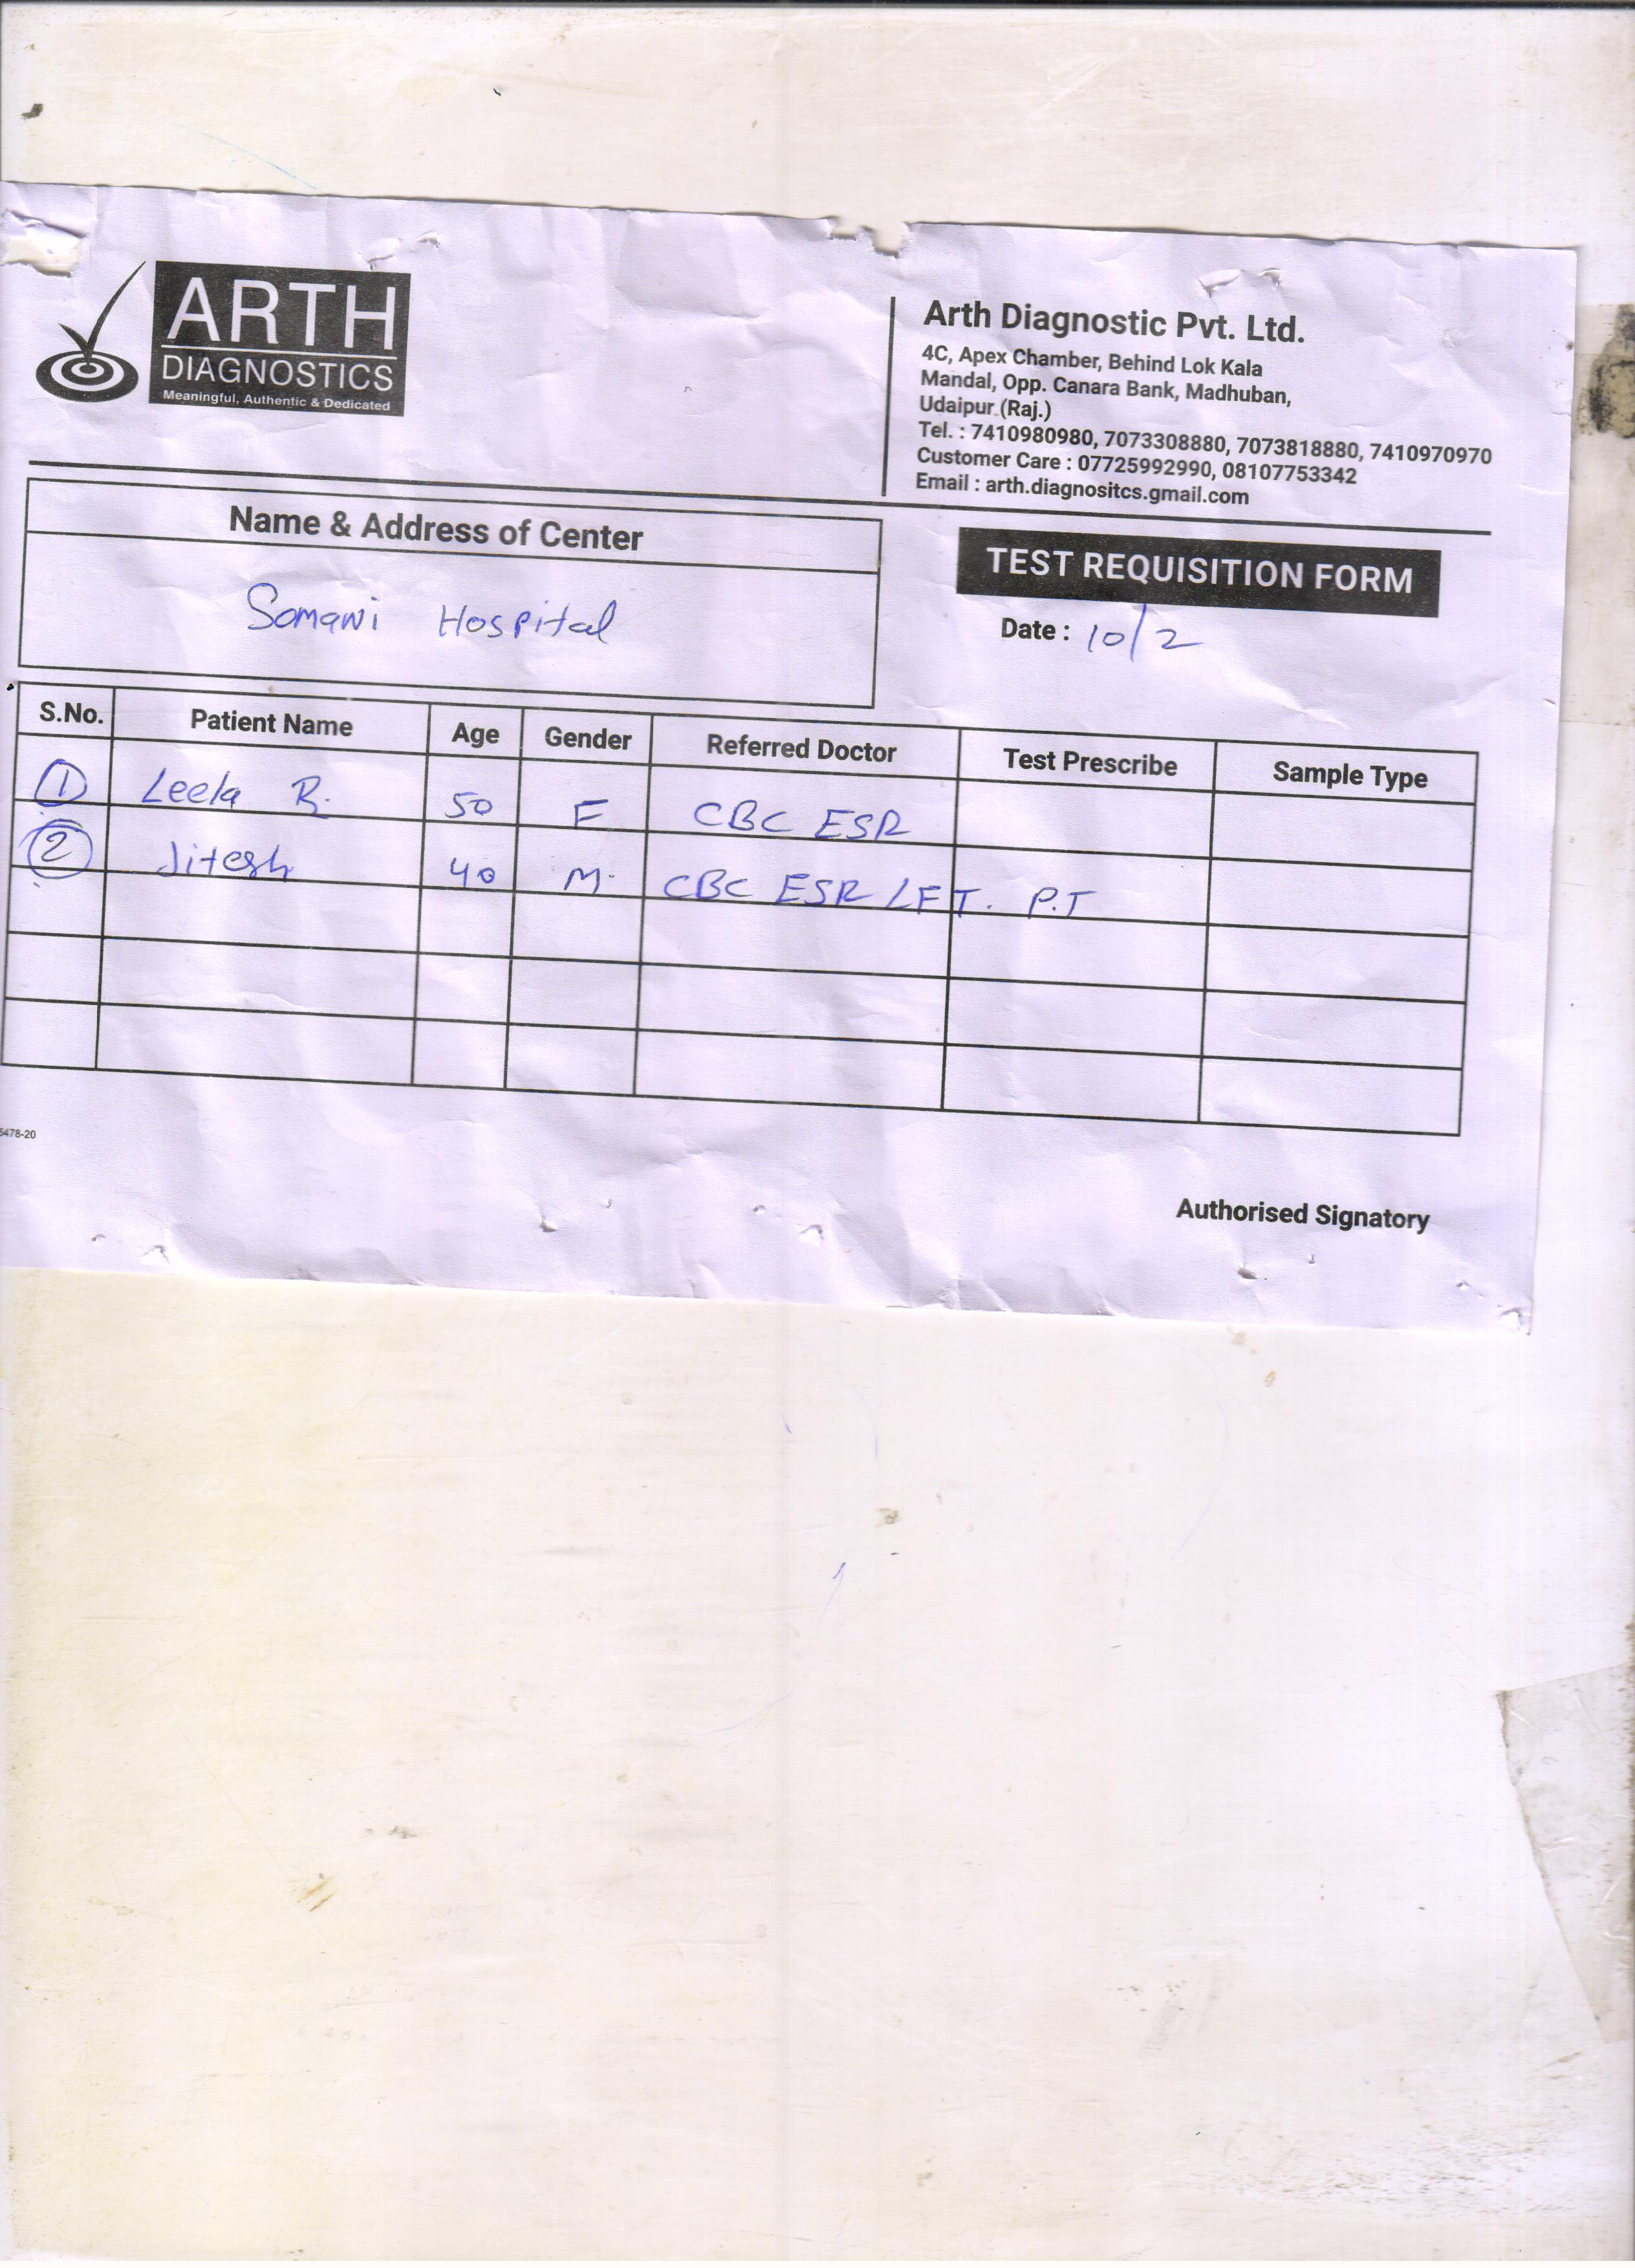 ARTH
DIAGNOSTICS
Meaningful, Authentic & Dedicated
Arth Diagnostic Pvt. Ltd.
4C, Apex Chamber, Behind Lok Kala
Mandal, Opp. Canara Bank, Madhuban,
Udaipur (Raj.)
Tel. : 7410980980, 7073308880, 7073818880, 7410970970
Customer Care : 07725992990, 08107753342
Email : arth.diagnositcs.gmail.com
Name & Address of Center
Somani Hospital
TEST REQUISITION FORM
Date : 10/2
S.No. Patient Name Age Gender Referred Doctor Test Prescribe Sample Type
1 Leela R. 50 F CBC ESR
2 Jitesh 40 M. CBC ESR LFT. P.T
5478-20
Authorised Signatory